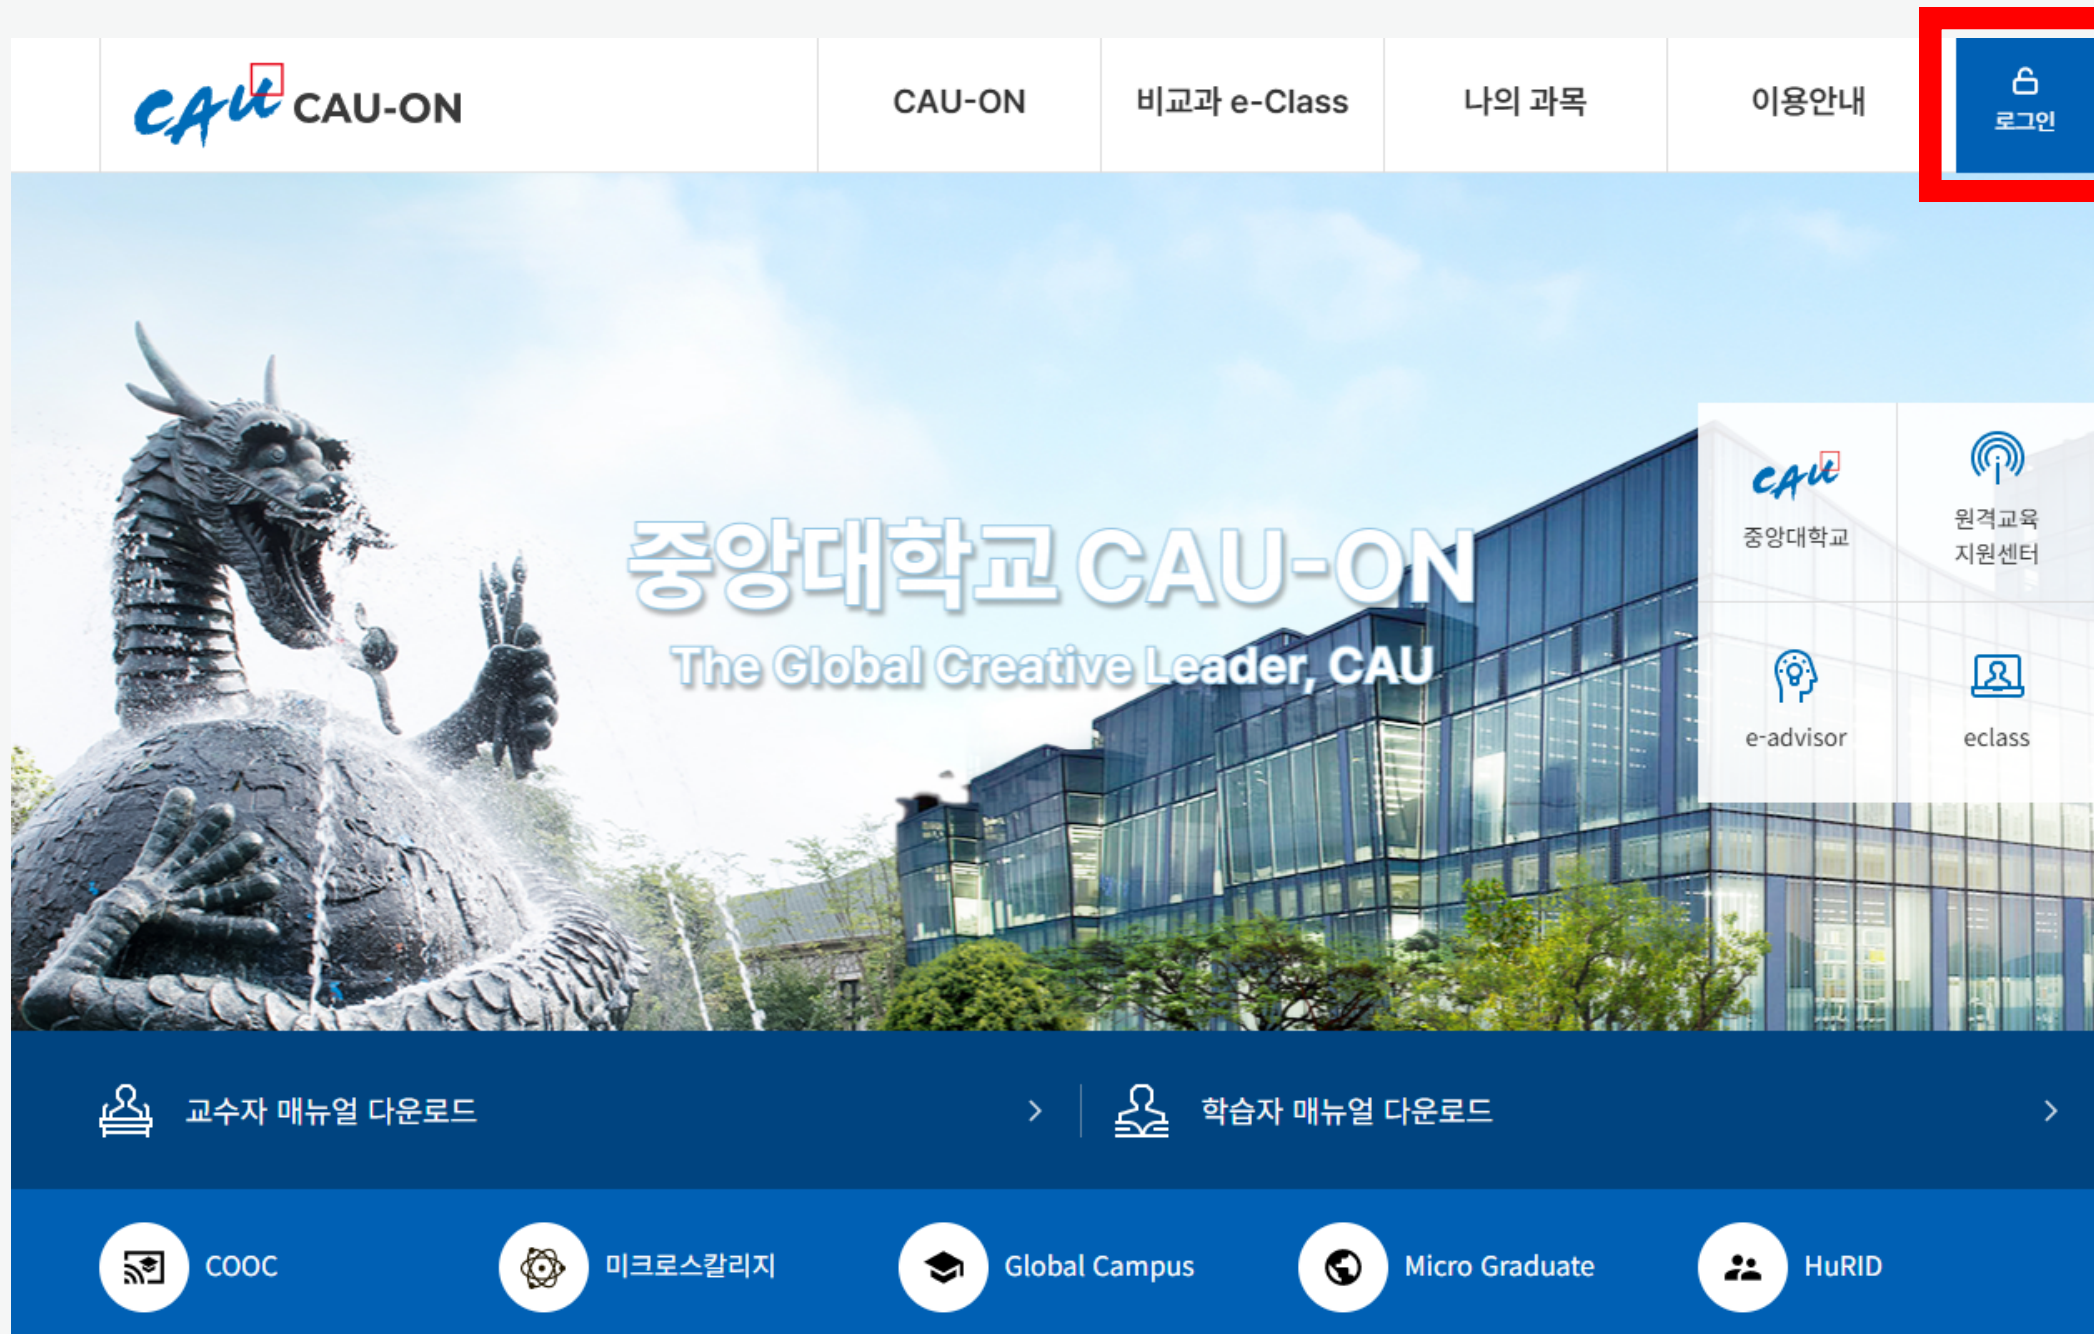 CAU CAU-ON
CAU-ON
비교과 e-Class
나의 과목
이용안내
로그인
중앙대학교 CAU-ON
The Global Creative Leader, CAU
CAU
중앙대학교
원격교육
지원센터
e-advisor
eclass
교수자 매뉴얼 다운로드
학습자 매뉴얼 다운로드
COOC
미크로스칼리지
Global Campus
Micro Graduate
HuRID